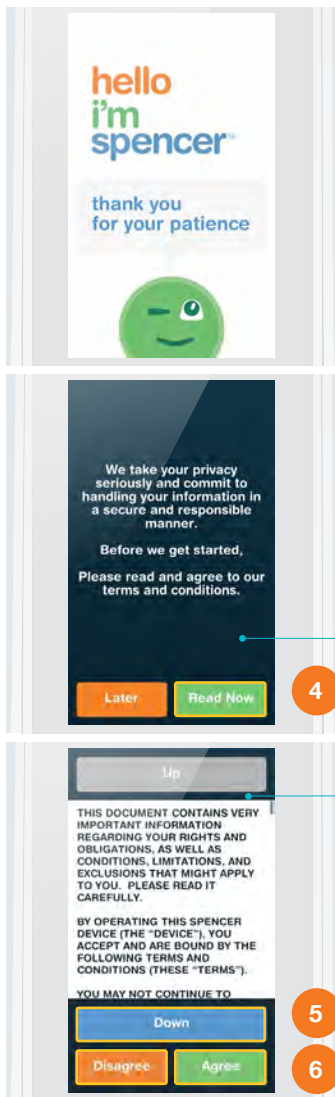 hello
i'm
spencer™
thank you
for your patience
We take your privacy
seriously and commit to
handling your information in
a secure and responsible
manner.
Before we get started,
Please read and agree to our
terms and conditions.
Later
Read Now
4
Up
THIS DOCUMENT CONTAINS VERY
IMPORTANT INFORMATION
REGARDING YOUR RIGHTS AND
OBLIGATIONS, AS WELL AS
CONDITIONS, LIMITATIONS, AND
EXCLUSIONS THAT MIGHT APPLY
TO YOU. PLEASE READ IT
CAREFULLY.
BY OPERATING THIS SPENCER
DEVICE (THE “DEVICE”), YOU
ACCEPT AND ARE BOUND BY THE
FOLLOWING TERMS AND
CONDITIONS (THESE “TERMS”).
YOU MAY NOT CONTINUE TO
Down
5
Disagree
Agree
6